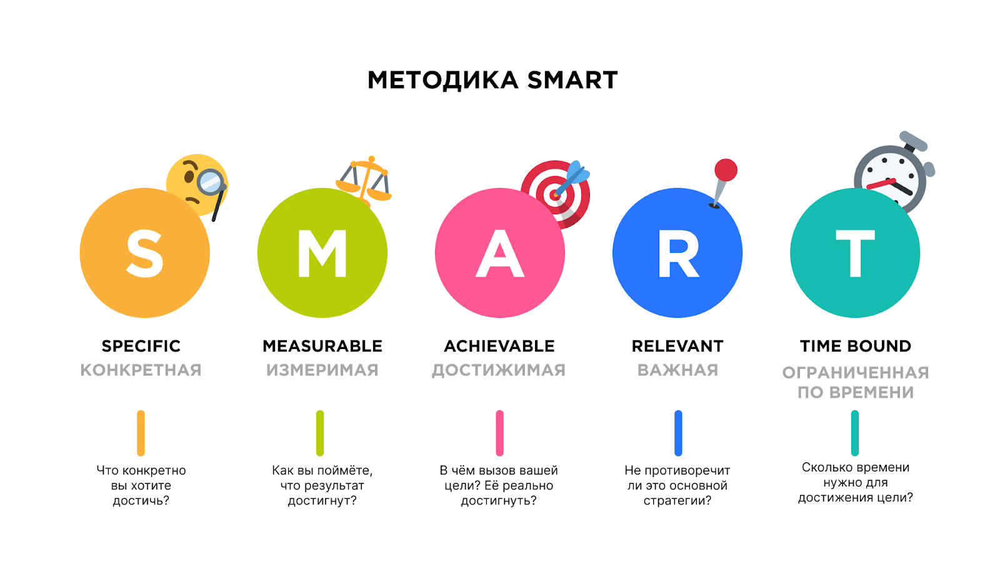 МЕТОДИКА SMART
S
M
A
R
T
SPECIFIC
КОНКРЕТНАЯ
Что конкретно
вы хотите
достичь?
MEASURABLE
ИЗМЕРИМАЯ
Как вы поймёте,
что результат
достигнут?
ACHIEVABLE
ДОСТИЖИМАЯ
В чём вызов вашей
цели? Её реально
достигнуть?
RELEVANT
ВАЖНАЯ
Не противоречит
ли это основной
стратегии?
TIME BOUND
ОГРАНИЧЕННАЯ
ПО ВРЕМЕНИ
Сколько времени
нужно для
достижения цели?